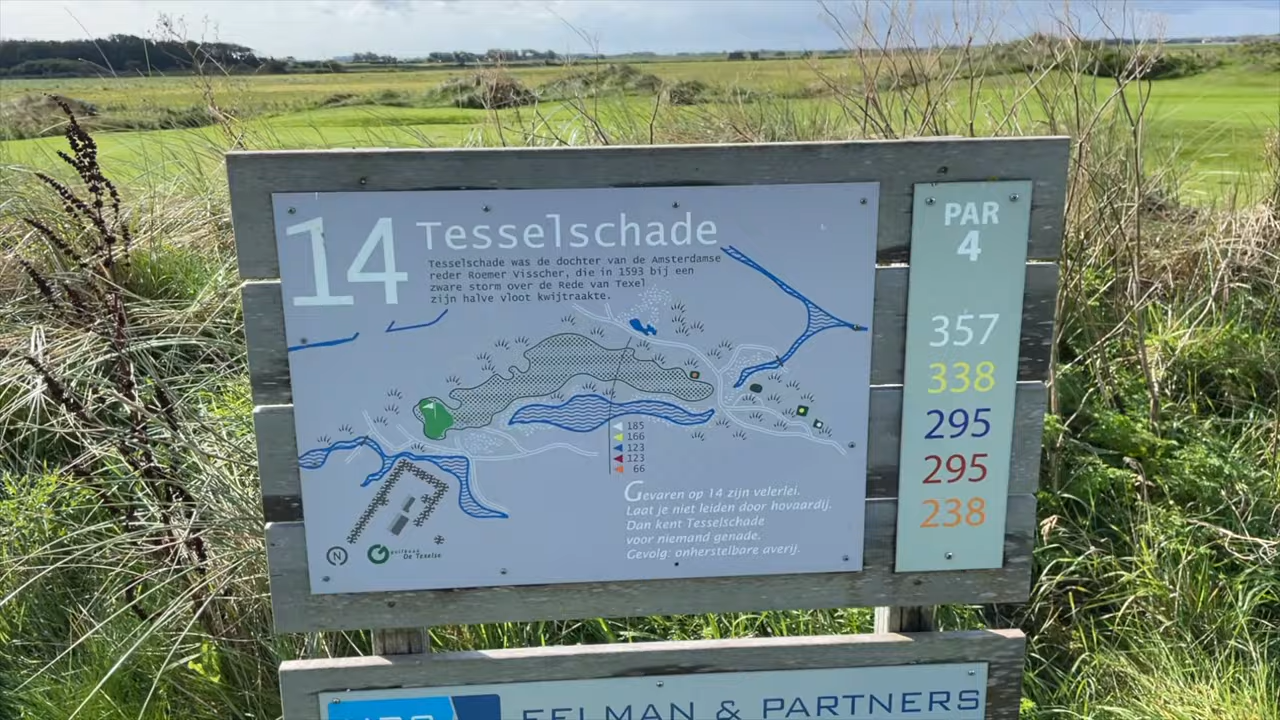 14
Tesselschade
Tesselschade was de dochter van de Amsterdamse
reder Roemer Visscher, die in 1593 bij een
zware storm over de Rede van Texel
zijn halve vloot kwijtraakte.
185
166
123
123
66
Gevaren op 14 zijn velerlei.
Laat je niet leiden door hovaardij.
Dan kent Tesselschade
voor niemand genade.
Gevolg: onherstelbare averij.
N
De Texelse
PAR
4
357
338
295
295
238
EELMAN & PARTNERS